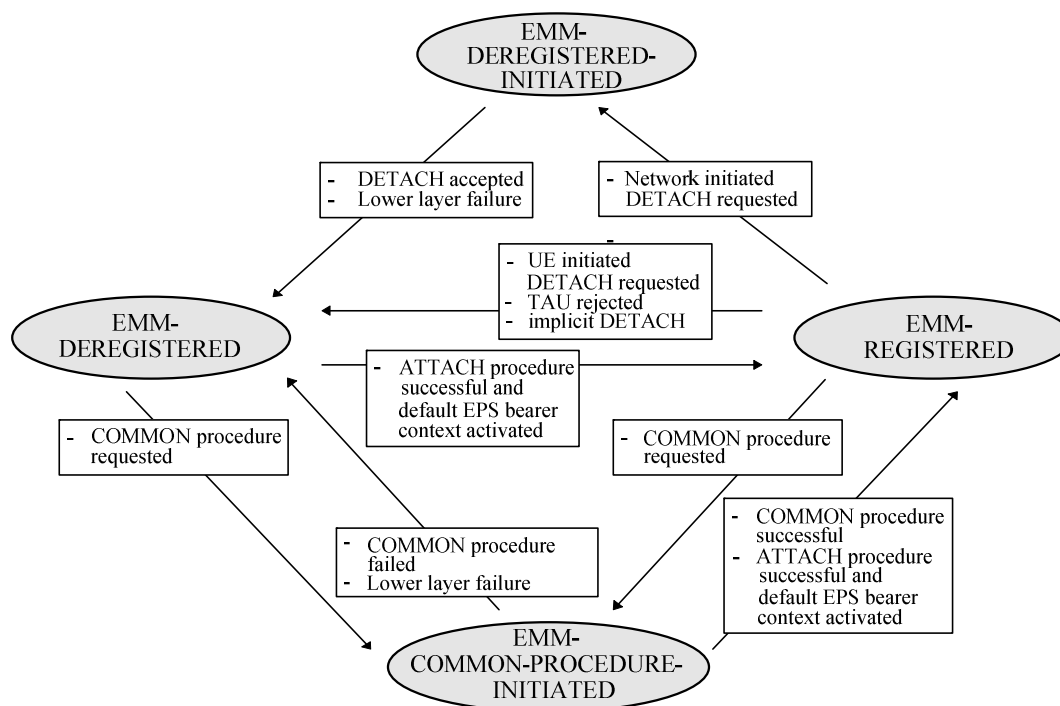 EMM-
DEREGISTERED-
INITIATED
- DETACH accepted
- Lower layer failure
- Network initiated
DETACH requested
-
- UE initiated
DETACH requested
- TAU rejected
- implicit DETACH
EMM-
DEREGISTERED
EMM-
REGISTERED
- ATTACH procedure
successful and
default EPS bearer
context activated
- COMMON procedure
requested
- COMMON procedure
requested
- COMMON procedure
failed
- Lower layer failure
- COMMON procedure
successful
- ATTACH procedure
successful and
default EPS bearer
context activated
EMM-
COMMON-PROCEDURE-
INITIATED